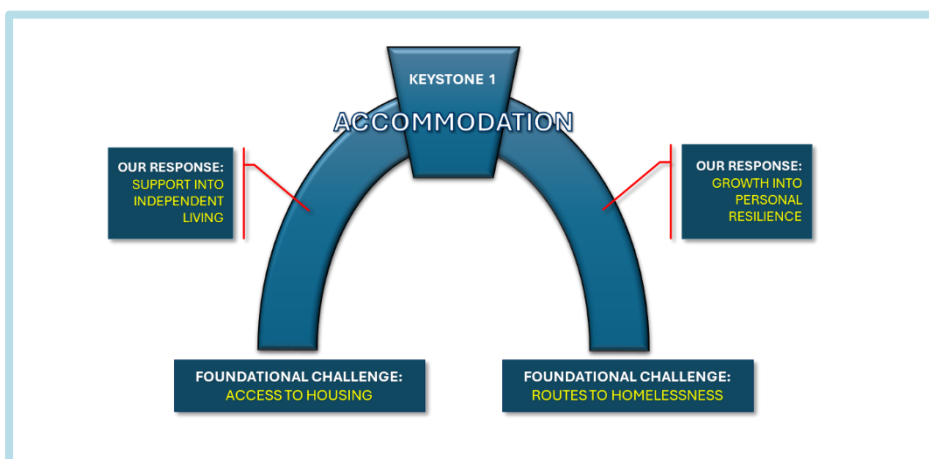 KEYSTONE 1
ACCOMMODATION
OUR RESPONSE:
SUPPORT INTO
INDEPENDENT
LIVING
OUR RESPONSE:
GROWTH INTO
PERSONAL
RESILIENCE
FOUNDATIONAL CHALLENGE:
ACCESS TO HOUSING
FOUNDATIONAL CHALLENGE:
ROUTES TO HOMELESSNESS